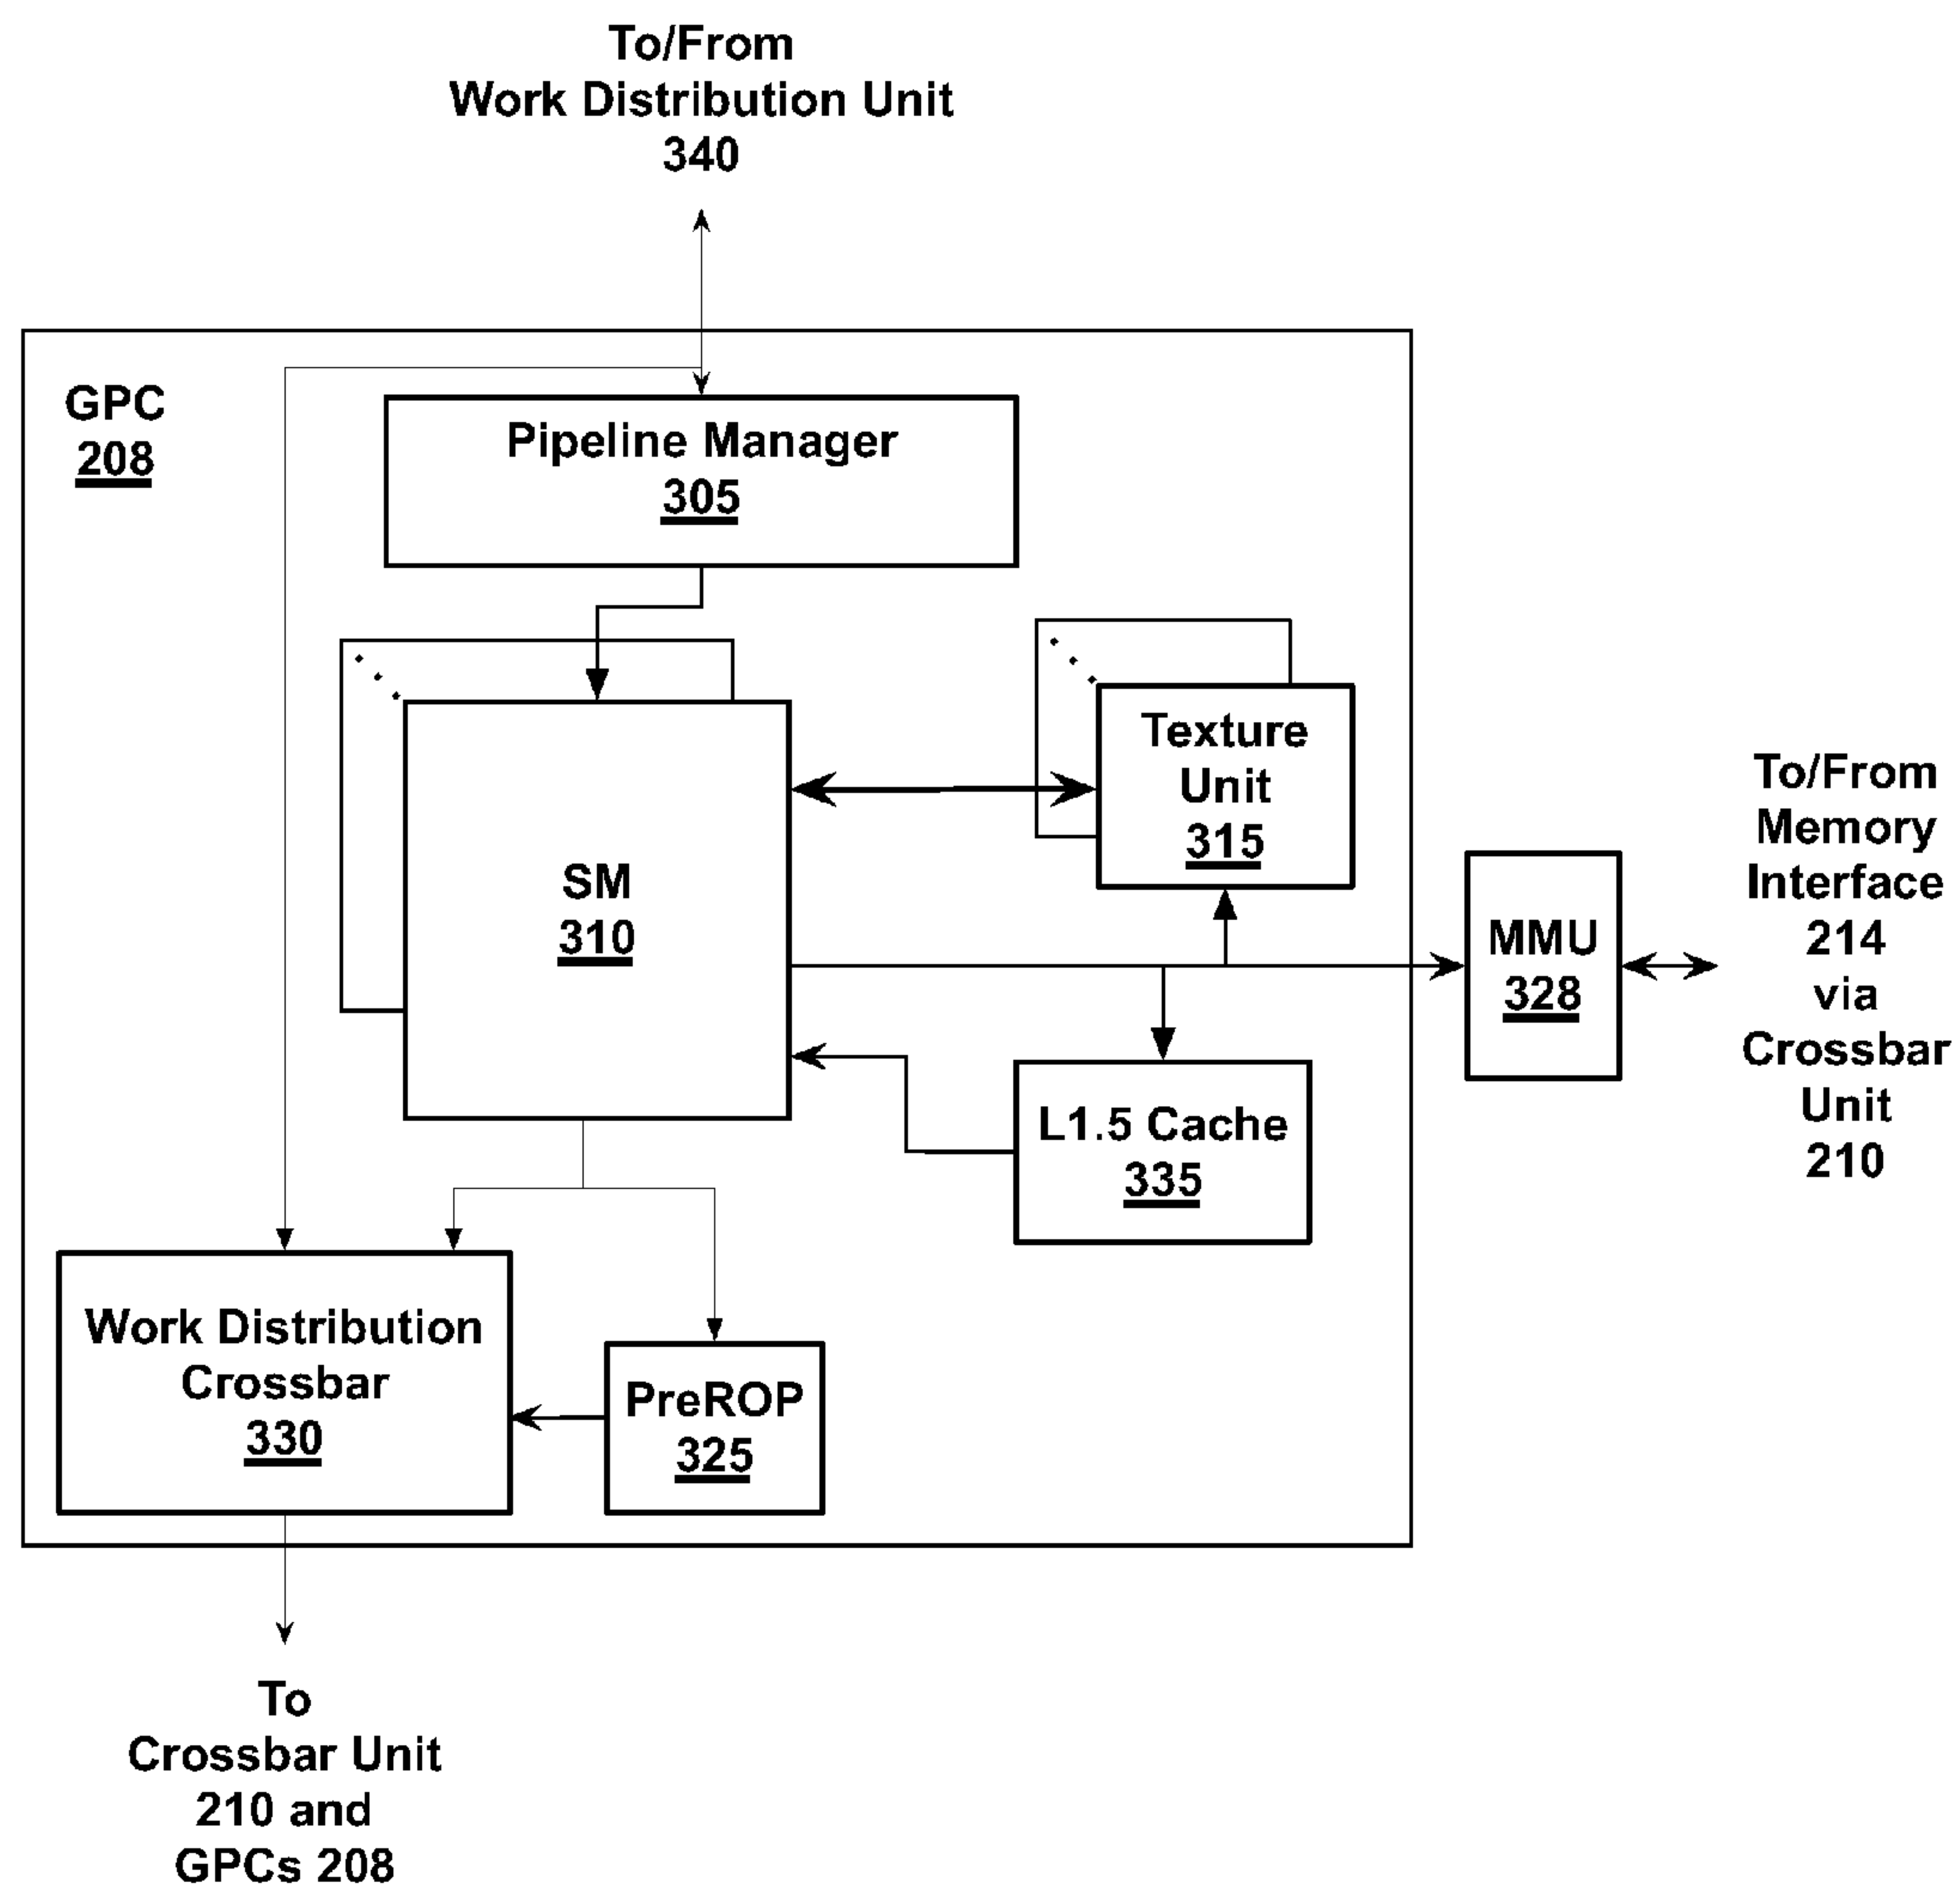 To/From
Work Distribution Unit
340
GPC
208
Pipeline Manager
305
Texture
Unit
315
SM
310
To/From
Memory
Interface
214
via
Crossbar
Unit
210
MMU
328
L1.5 Cache
335
Work Distribution
Crossbar
330
PreROP
325
To
Crossbar Unit
210 and
GPCs 208